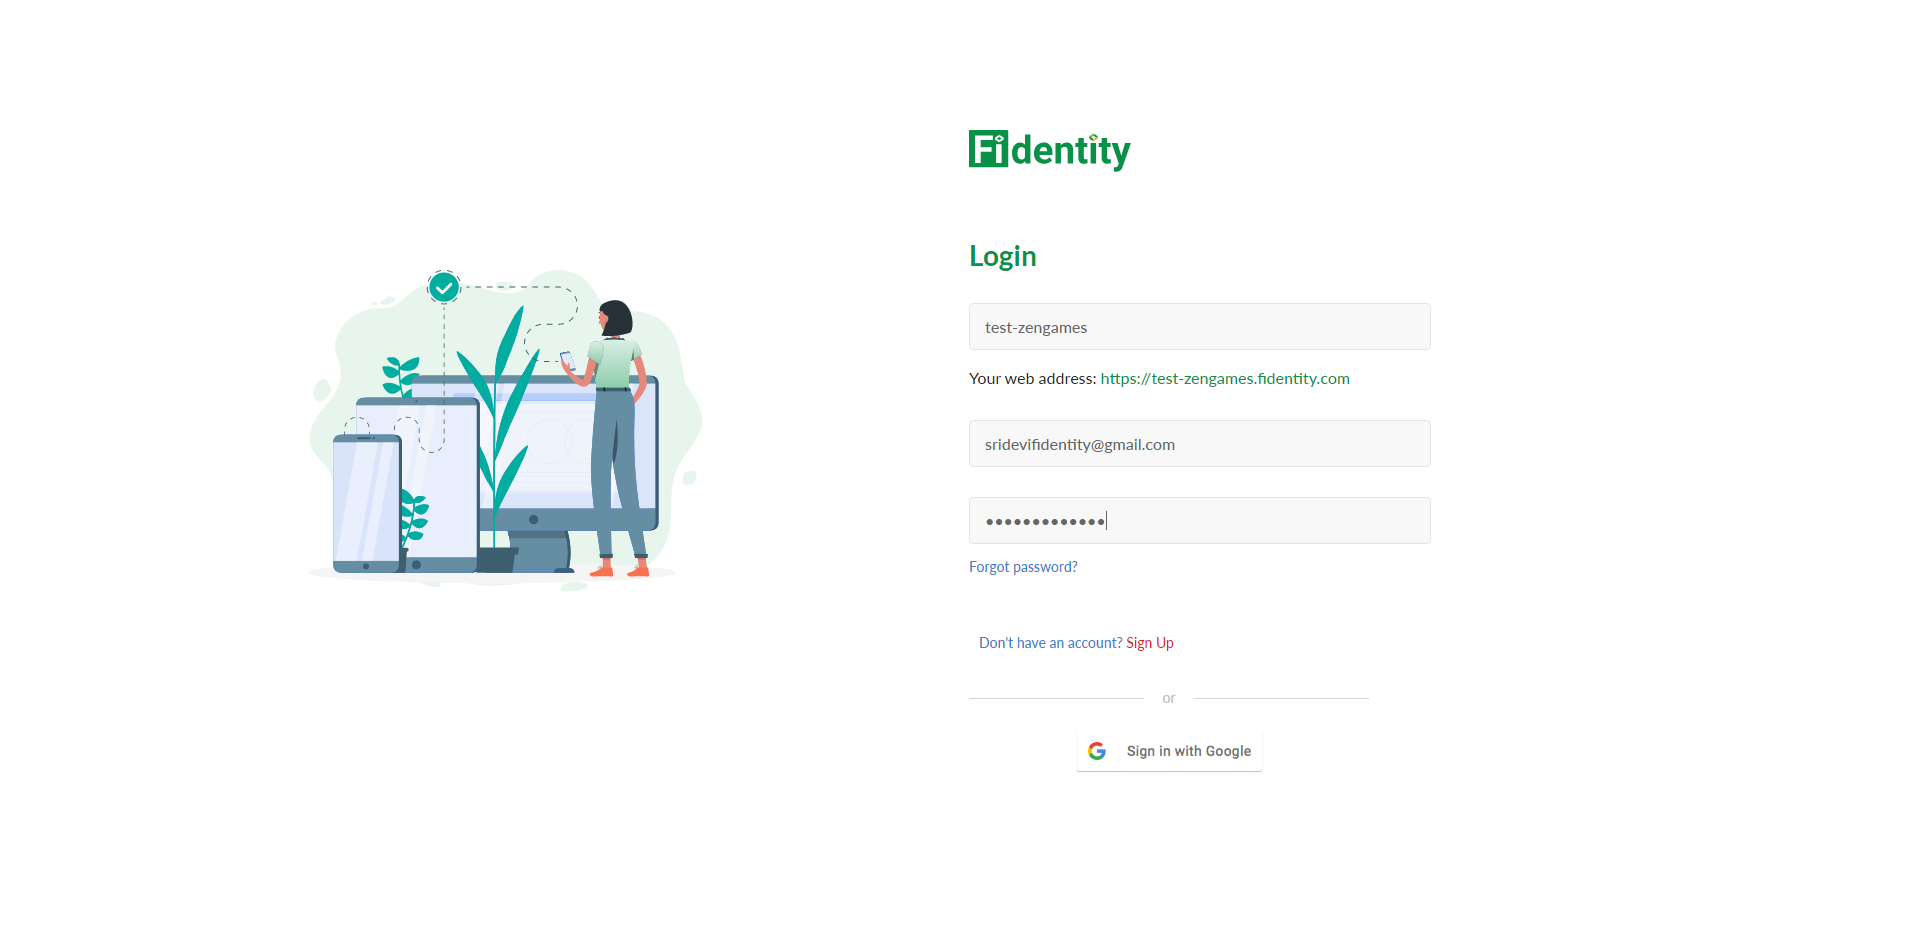 Fidentity
Login
test-zengames
Your web address: https://test-zengames.fidentity.com
sridevifidentity@gmail.com
•••••••••••••
Forgot password?
Don't have an account? Sign Up
or
Sign in with Google